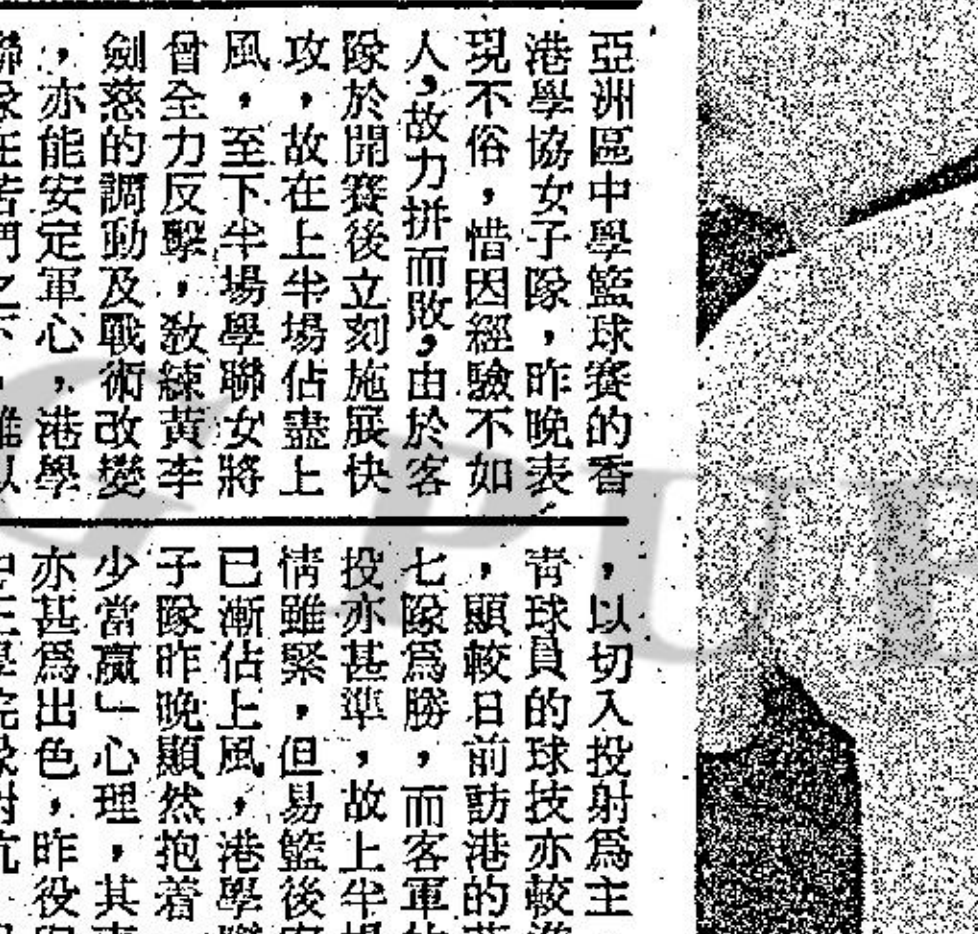 亞洲區中學籃球賽的香
港學協女子隊，昨晚表
現不俗，惜因經驗不如
人，故力拼而敗，由於客
隊於開賽後立刻施展快
攻，故在上半場佔盡上
風，至下半場學聯女將
曾全力反擊，教練黃李
劍慈的調動及戰術改變
，亦能安定軍心，港學
，以切入投射爲主
青球員的球技亦較
，顯較日前訪港的
七隊爲勝，而客軍
投亦甚準，故上半
情雖緊，但易籃後
已漸佔上風，港學
子隊昨晚顯然抱着
少當贏」心理，其
亦甚爲出色，昨役